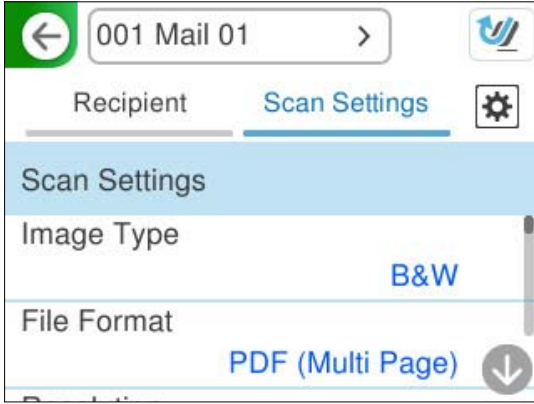 001 Mail 01
Recipient
Scan Settings
Scan Settings
Image Type
B&W
File Format
PDF (Multi Page)